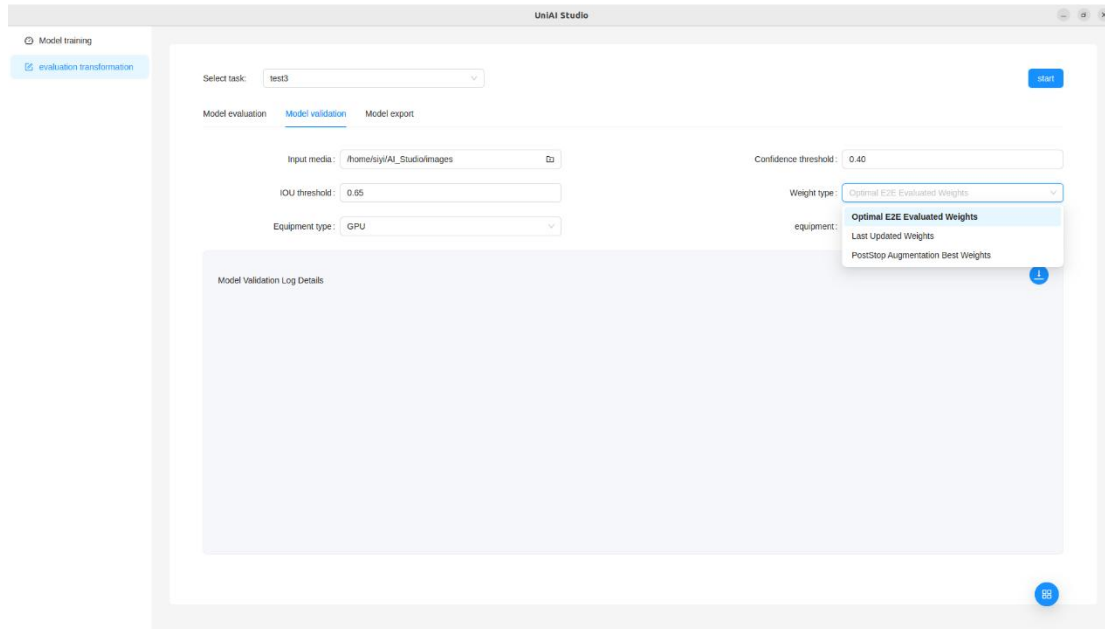 UniAI Studio
Model training
evaluation transformation
Select task: test3
start
Model evaluation Model validation Model export
Input media : /home/siyi/AI_Studio/images
Confidence threshold : 0.40
IOU threshold : 0.65
Weight type : Optimal E2E Evaluated Weights
Equipment type : GPU
equipment :
Optimal E2E Evaluated Weights
Last Updated Weights
PostStop Augmentation Best Weights
Model Validation Log Details